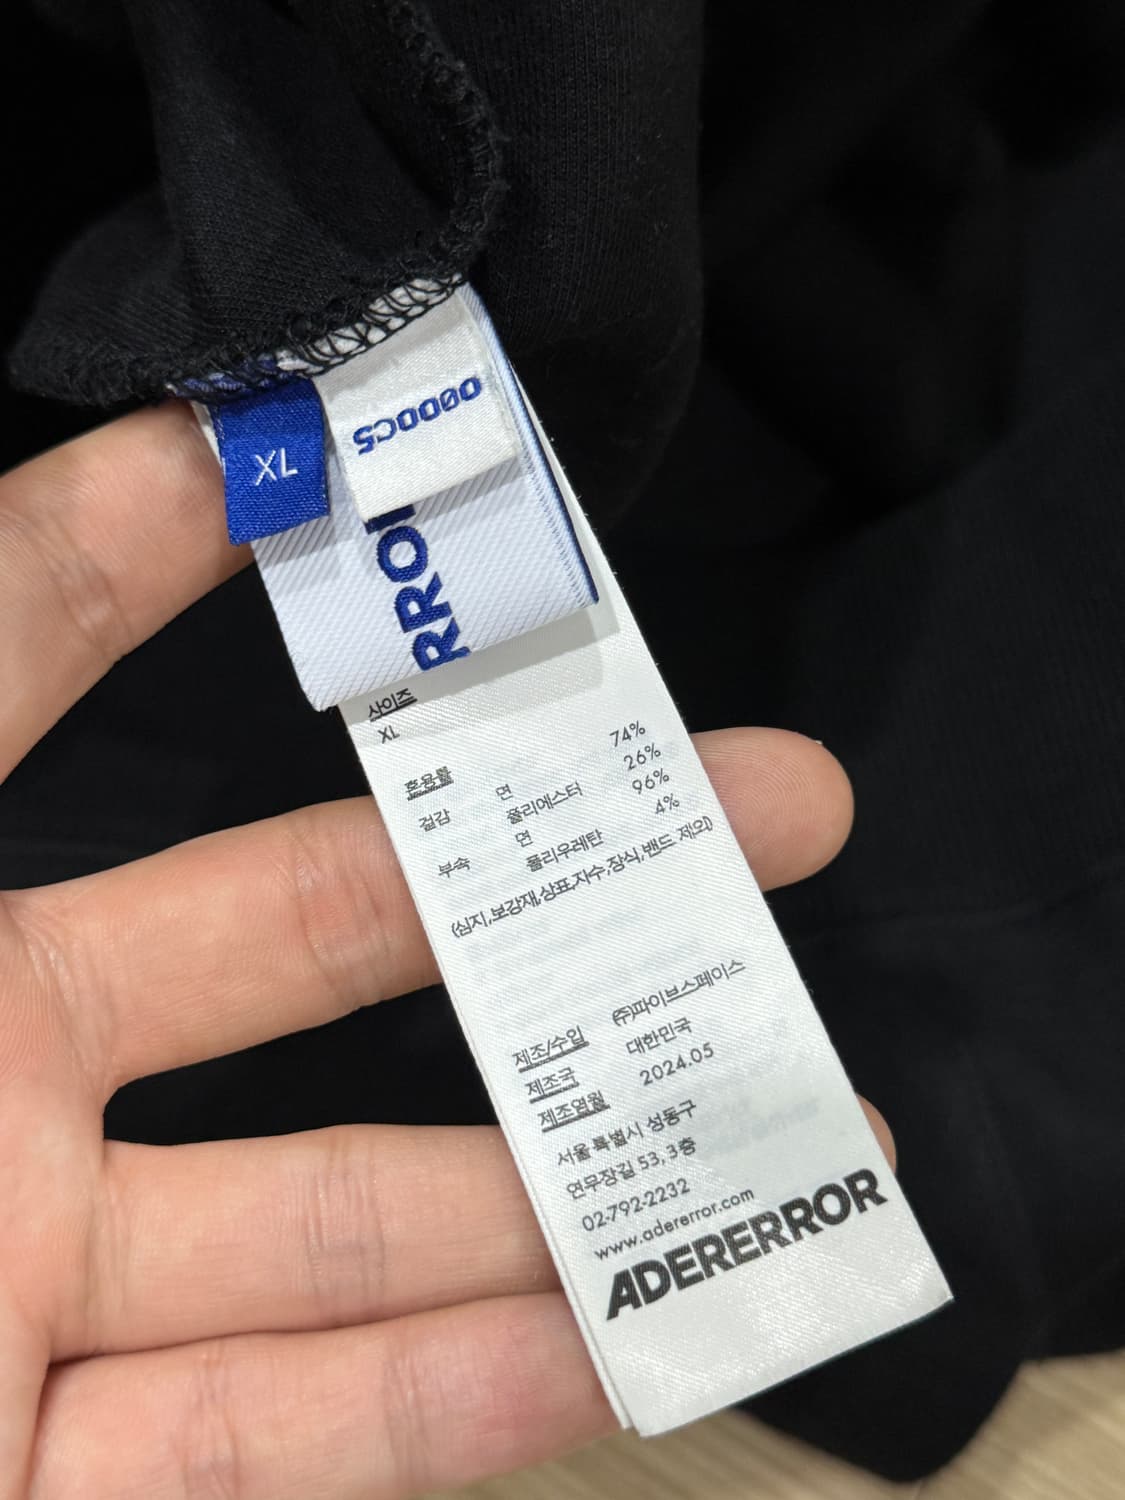 XL
0000C5
RROR
사이즈
XL
혼용률
겉감 면 74%
폴리에스터 26%
부속 면 96%
폴리우레탄 4%
(심지,보강재,상표,자수,장식,밴드 제외)
제조/수입 (주)파이브스페이스
제조국 대한민국
제조연월 2024.05
서울특별시 성동구
연무장길 53, 3층
02-792-2232
www.adererror.com
ADERERROR